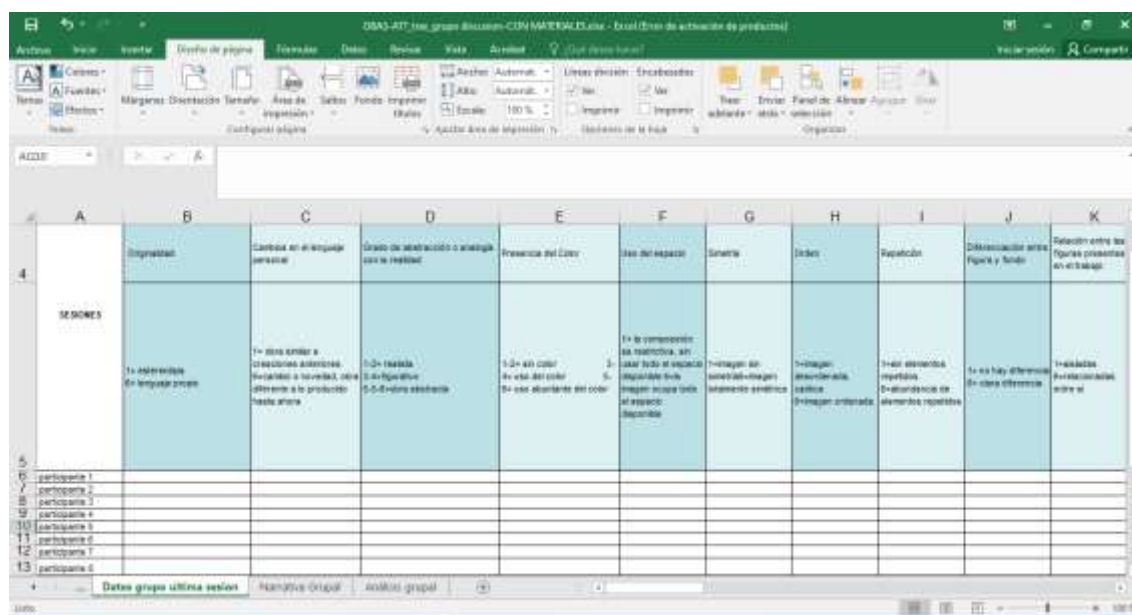 OBAS-ATT_tras_grupo discusion-CON MATERIALES.xlsx - Excel (Error de activación de productos)
Archivo Inicio Insertar Diseño de página Fórmulas Datos Revisar Vista Acrobat ¿Qué desea hacer? Iniciar sesión Compartir
Temas
Colores
Fuentes
Efectos
Márgenes Orientación Tamaño Área de impresión Saltos Fondo Imprimir títulos
Ancho: Automát.
Alto: Automát.
Escala: 100 %
Líneas división Encabezados
Ver Ver
Imprimir Imprimir
Traer adelante Enviar atrás Panel de selección Alinear Agrupar Girar
Temas Configurar página Ajustar área de impresión Opciones de la hoja Organizar
A B C D E F G H I J K
4
SESIONES
Originalidad
Cambios en el lenguaje
personal
Grado de abstracción o analogía
con la realidad
Presencia del Color
Uso del espacio
Simetría
Orden
Repetición
Diferenciación entre
Figura y fondo
Relación entre las
figuras presentes
en el trabajo
5
1= estereotipia
6= lenguaje propio
1= obra similar a
creaciones anteriores
6=cambio o novedad, obra
diferente a lo producido
hasta ahora
1-2= realista
3-4=figurativo
5-6=obra abstracta
1-2= sin color 3-
4= uso del color 5-
6= uso abundante del color
1= la composición
es restrictiva, sin
usar todo el espacio
disponible
imagen ocupa todo
el espacio
disponible
1=imagen sin
simetría6=imagen
totalmente simétrica
1=imagen
desordenada,
caótica
6=imagen ordenada
1=sin elementos
repetidos
6=abundancia de
elementos repetidos
1= no hay diferencia
6= clara diferencia
1=aisladas
6=relacionadas
entre sí
6 participante 1
7 participante 2
8 participante 3
9 participante 4
10 participante 5
11 participante 6
12 participante 7
13 participante 8
Datos grupo última sesion Narrativa Grupal Análisis grupal
Listo